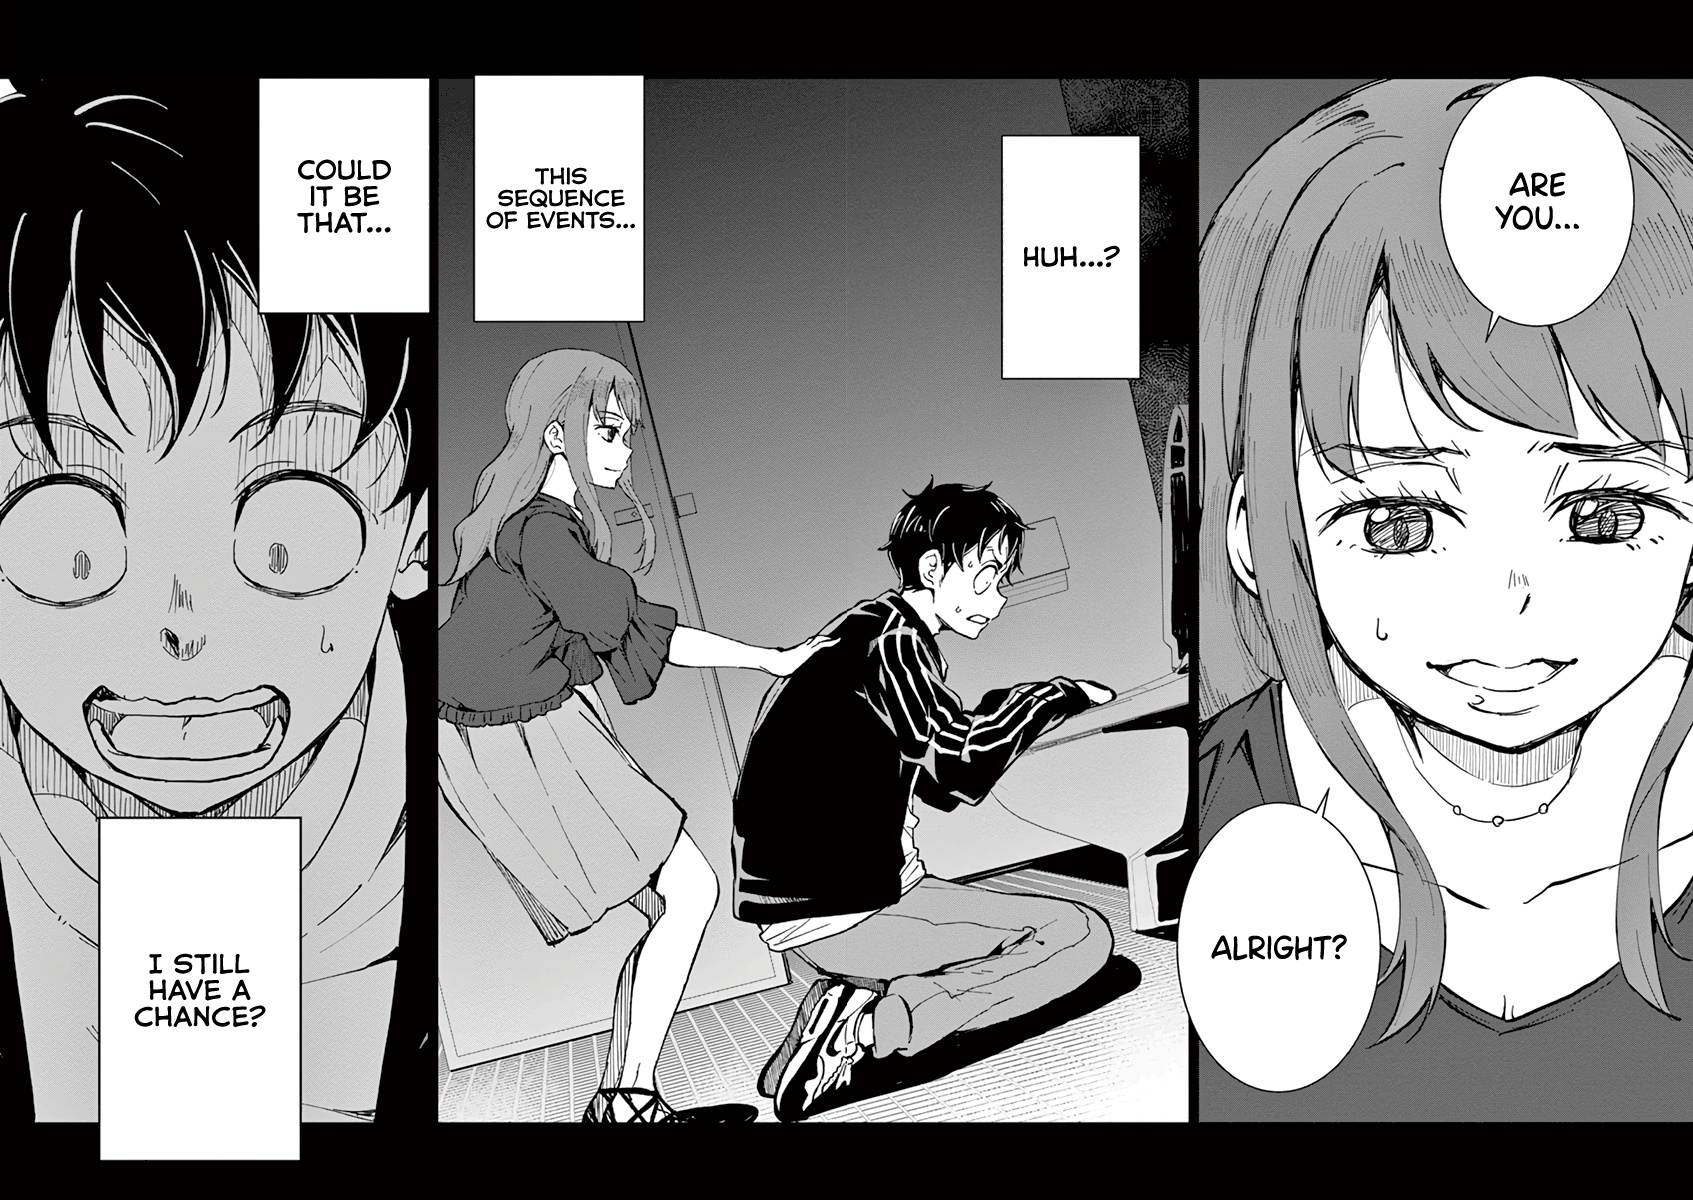 ARE
YOU...
ALRIGHT?
HUH...?
THIS
SEQUENCE
OF EVENTS...
COULD
IT BE
THAT...
I STILL
HAVE A
CHANCE?